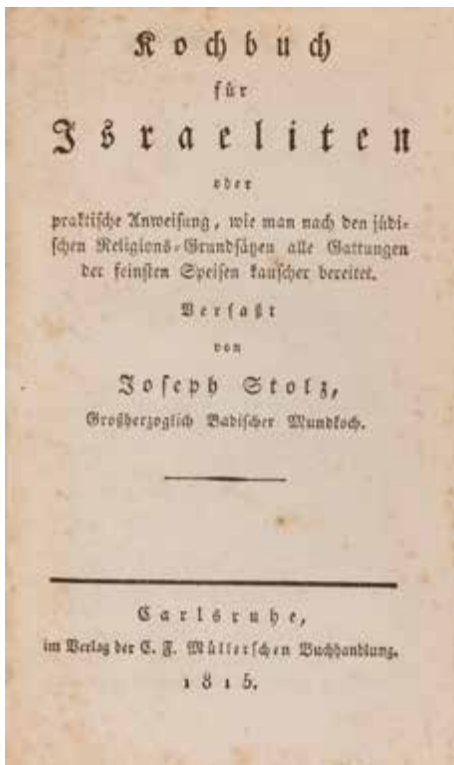 Kochbuch
für
Israeliten
oder
praktische Anweisung, wie man nach den jüdi-
schen Religions-Grundsätzen alle Gattungen
der feinsten Speisen kauscher bereitet.
Verfaßt
von
Joseph Stolz,
Großherzoglich Badischer Mundkoch.
Carlsruhe,
im Verlag der C. F. Müllerschen Buchhandlung.
1815.